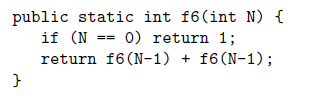 public static int f6(int N) {
    if (N == 0) return 1;
    return f6(N-1) + f6(N-1);
}